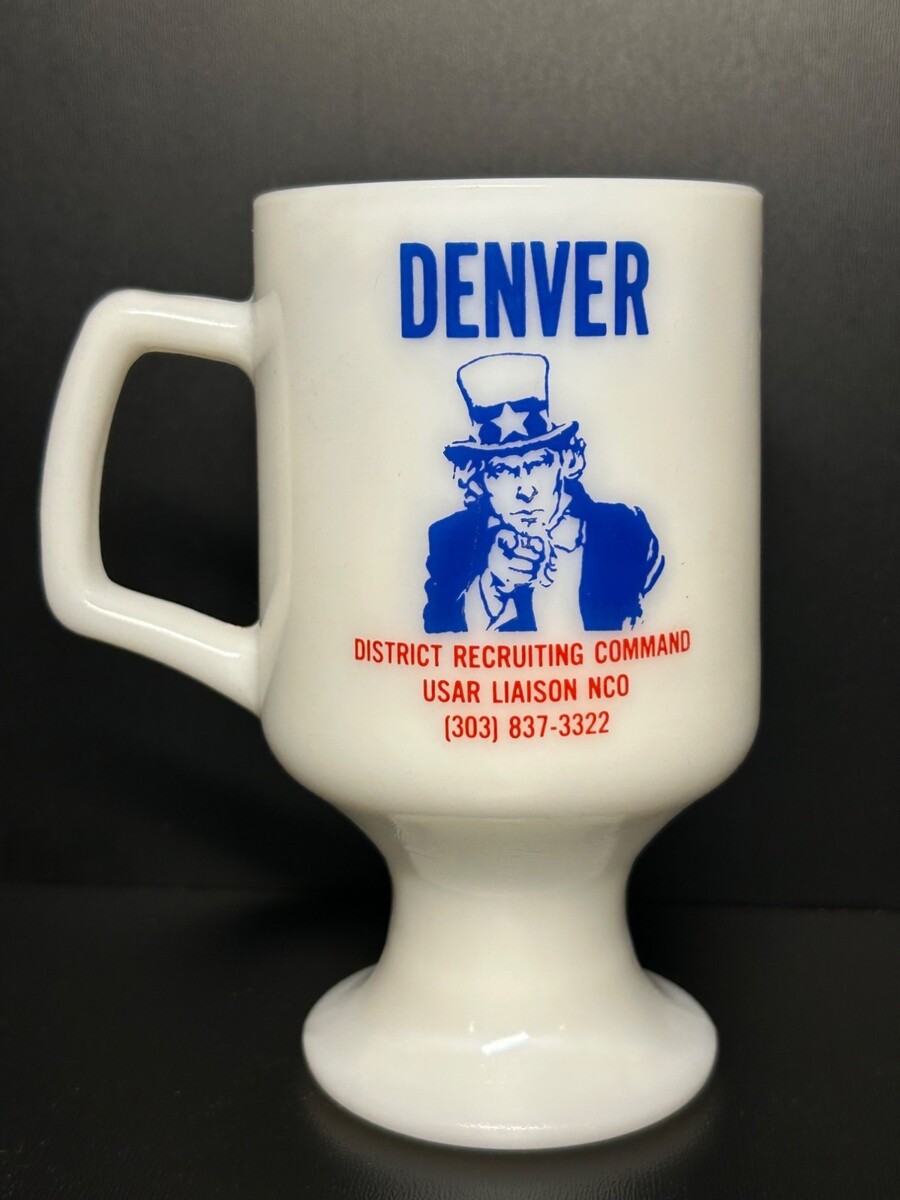 DENVER
DISTRICT RECRUITING COMMAND
USAR LIAISON NCO
(303) 837-3322